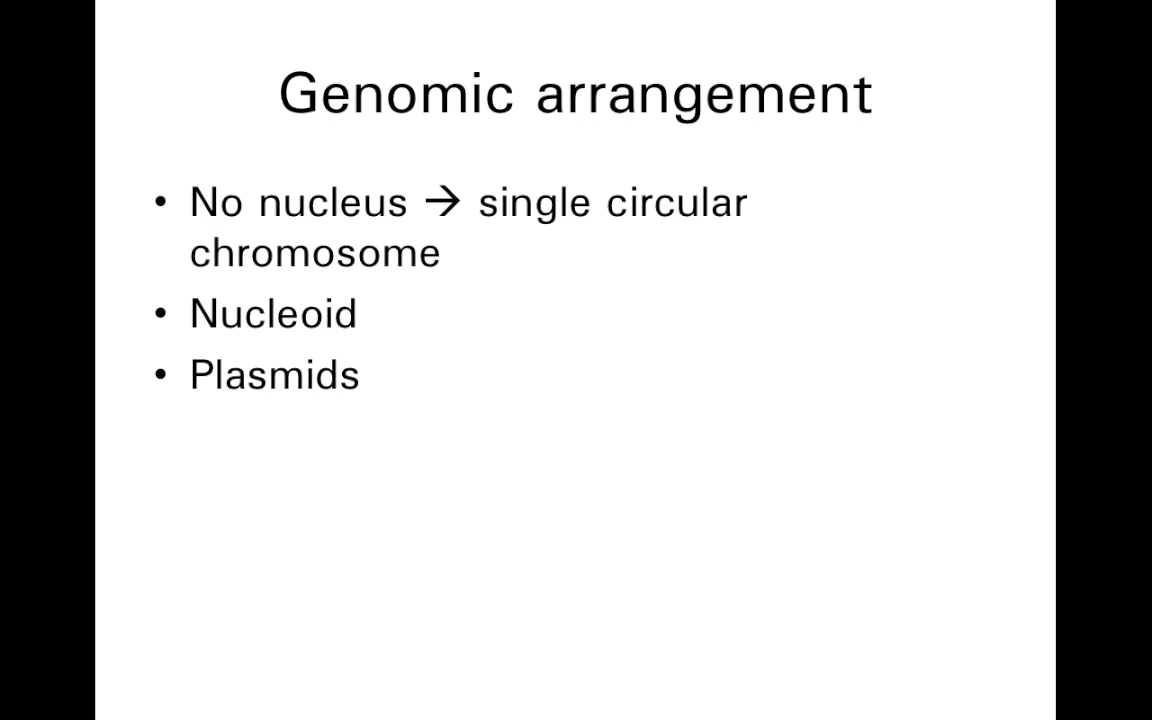 Genomic arrangement
• No nucleus → single circular
chromosome
• Nucleoid
• Plasmids